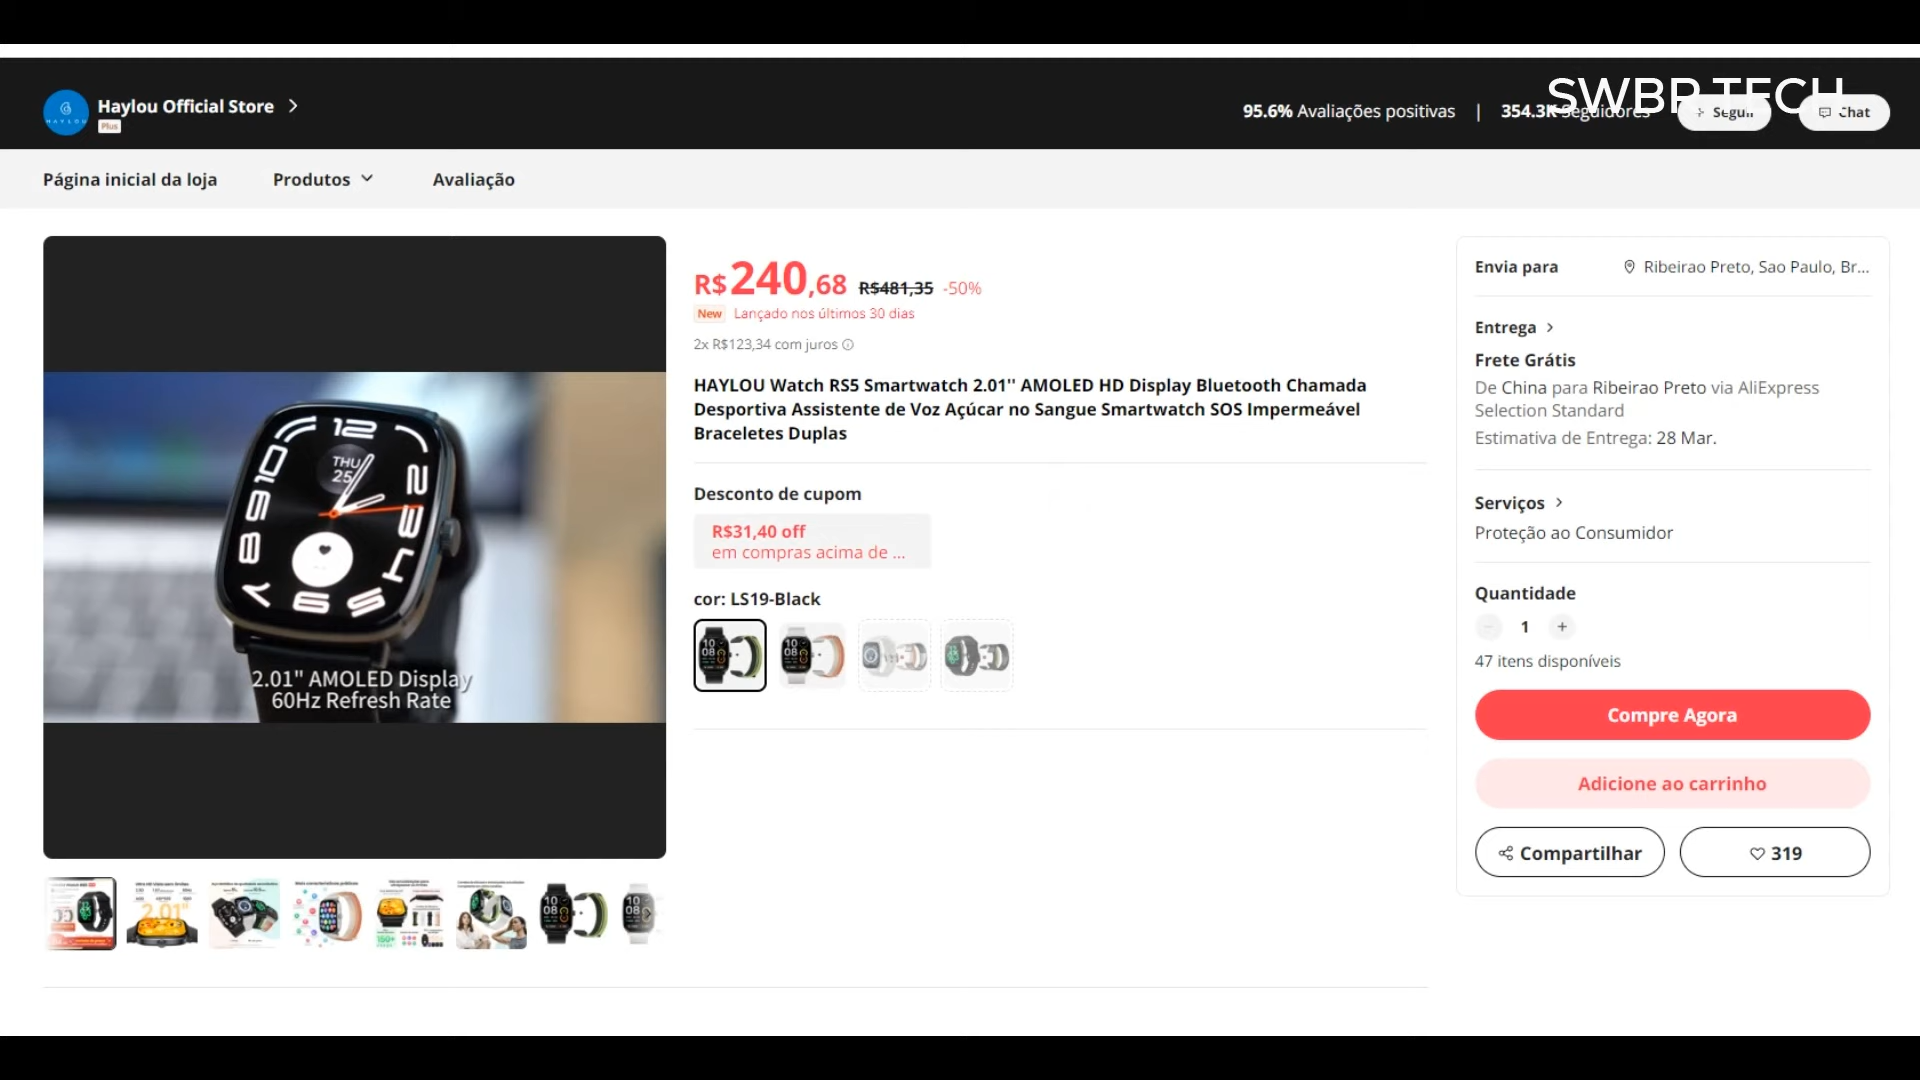 SWBR TECH
Haylou Official Store
Plus
95.6% Avaliações positivas | 354.3K Seguidores
Seguir
Chat
Página inicial da loja
Produtos
Avaliação
R$240,68 R$481,35 -50%
New Lançado nos últimos 30 dias
2x R$123,34 com juros
HAYLOU Watch RS5 Smartwatch 2.01'' AMOLED HD Display Bluetooth Chamada
Desportiva Assistente de Voz Açúcar no Sangue Smartwatch SOS Impermeável
Braceletes Duplas
Desconto de cupom
R$31,40 off
em compras acima de ...
cor: LS19-Black
THU
25
2.01" AMOLED Display
60Hz Refresh Rate
Envia para
Ribeirao Preto, Sao Paulo, Br...
Entrega
Frete Grátis
De China para Ribeirao Preto via AliExpress
Selection Standard
Estimativa de Entrega: 28 Mar.
Serviços
Proteção ao Consumidor
Quantidade
1
47 itens disponíveis
Compre Agora
Adicione ao carrinho
Compartilhar
319